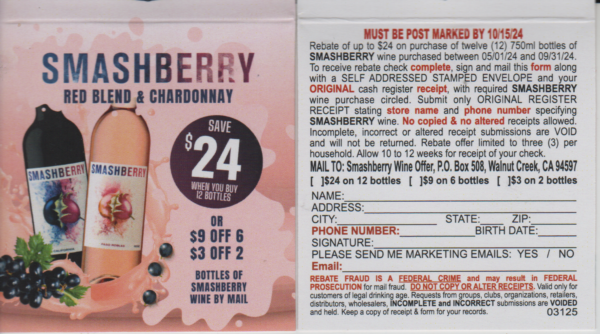 SMASHBERRY
RED BLEND & CHARDONNAY
SAVE
$24
WHEN YOU BUY
12 BOTTLES
SMASHBERRY
SMASHBERRY
OR
$9 OFF 6
$3 OFF 2
BOTTLES OF
SMASHBERRY
WINE BY MAIL
MUST BE POST MARKED BY 10/15/24
Rebate of up to $24 on purchase of twelve (12) 750ml bottles of
SMASHBERRY wine purchased between 05/01/24 and 09/31/24.
To receive rebate check complete, sign and mail this form along
with a SELF ADDRESSED STAMPED ENVELOPE and your
ORIGINAL cash register receipt, with required SMASHBERRY
wine purchase circled. Submit only ORIGINAL REGISTER
RECEIPT stating store name and phone number specifying
SMASHBERRY wine. No copied & no altered receipts allowed.
Incomplete, incorrect or altered receipt submissions are VOID
and will not be returned. Rebate offer limited to three (3) per
household. Allow 10 to 12 weeks for receipt of your check.
MAIL TO: Smashberry Wine Offer, P.O. Box 508, Walnut Creek, CA 94597
[ ]$24 on 12 bottles [ ]$9 on 6 bottles [ ]$3 on 2 bottles
NAME:
ADDRESS:
CITY: STATE: ZIP:
PHONE NUMBER: BIRTH DATE:
SIGNATURE:
PLEASE SEND ME MARKETING EMAILS: YES / NO
Email:
REBATE FRAUD IS A FEDERAL CRIME and may result in FEDERAL
PROSECUTION for mail fraud. DO NOT COPY OR ALTER RECEIPTS. Valid only for
customers of legal drinking age. Requests from groups, clubs, organizations, retailers,
distributors, wholesalers, INCOMPLETE and INCORRECT submissions are VOIDED
and held. Keep a copy of receipt & form for your records. 03125